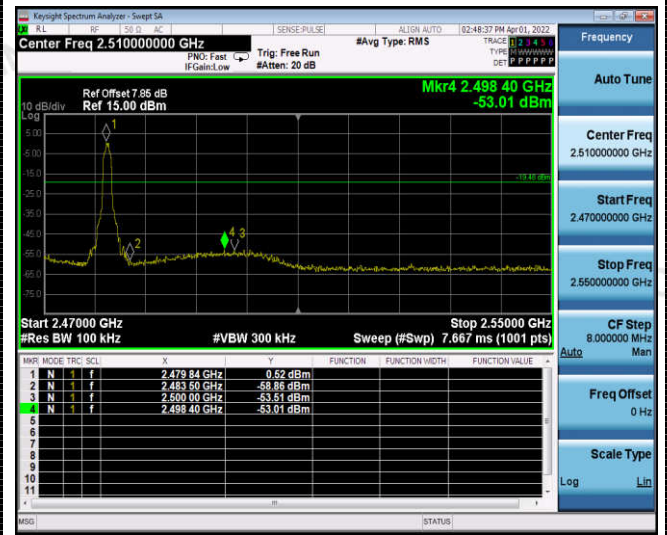 Keysight Spectrum Analyzer - Swept SA
RL RF 50 Ω AC SENSE:PULSE ALIGN AUTO 02:48:37 PM Apr 01, 2022
Center Freq 2.510000000 GHz #Avg Type: RMS TRACE 1 2 3 4 5 6
PNO: Fast Trig: Free Run TYPE M WWWWW
IFGain:Low #Atten: 20 dB DET P P P P P P
Frequency
Mkr4 2.498 40 GHz
-53.01 dBm
Ref Offset 7.85 dB
10 dB/div Ref 15.00 dBm
Log
5.00
-5.00
-15.0
-25.0
-35.0
-45.0
-55.0
-65.0
-75.0
1
2
4 3
-19.48 dBm
Start 2.47000 GHz Stop 2.55000 GHz
#Res BW 100 kHz #VBW 300 kHz Sweep (#Swp) 7.667 ms (1001 pts)
MKR MODE TRC SCL X Y FUNCTION FUNCTION WIDTH FUNCTION VALUE
1 N 1 f 2.479 84 GHz 0.52 dBm
2 N 1 f 2.483 50 GHz -58.86 dBm
3 N 1 f 2.500 00 GHz -53.51 dBm
4 N 1 f 2.498 40 GHz -53.01 dBm
5
6
7
8
9
10
11
MSG STATUS
Auto Tune
Center Freq
2.510000000 GHz
Start Freq
2.470000000 GHz
Stop Freq
2.550000000 GHz
CF Step
8.000000 MHz
Auto Man
Freq Offset
0 Hz
Scale Type
Log Lin